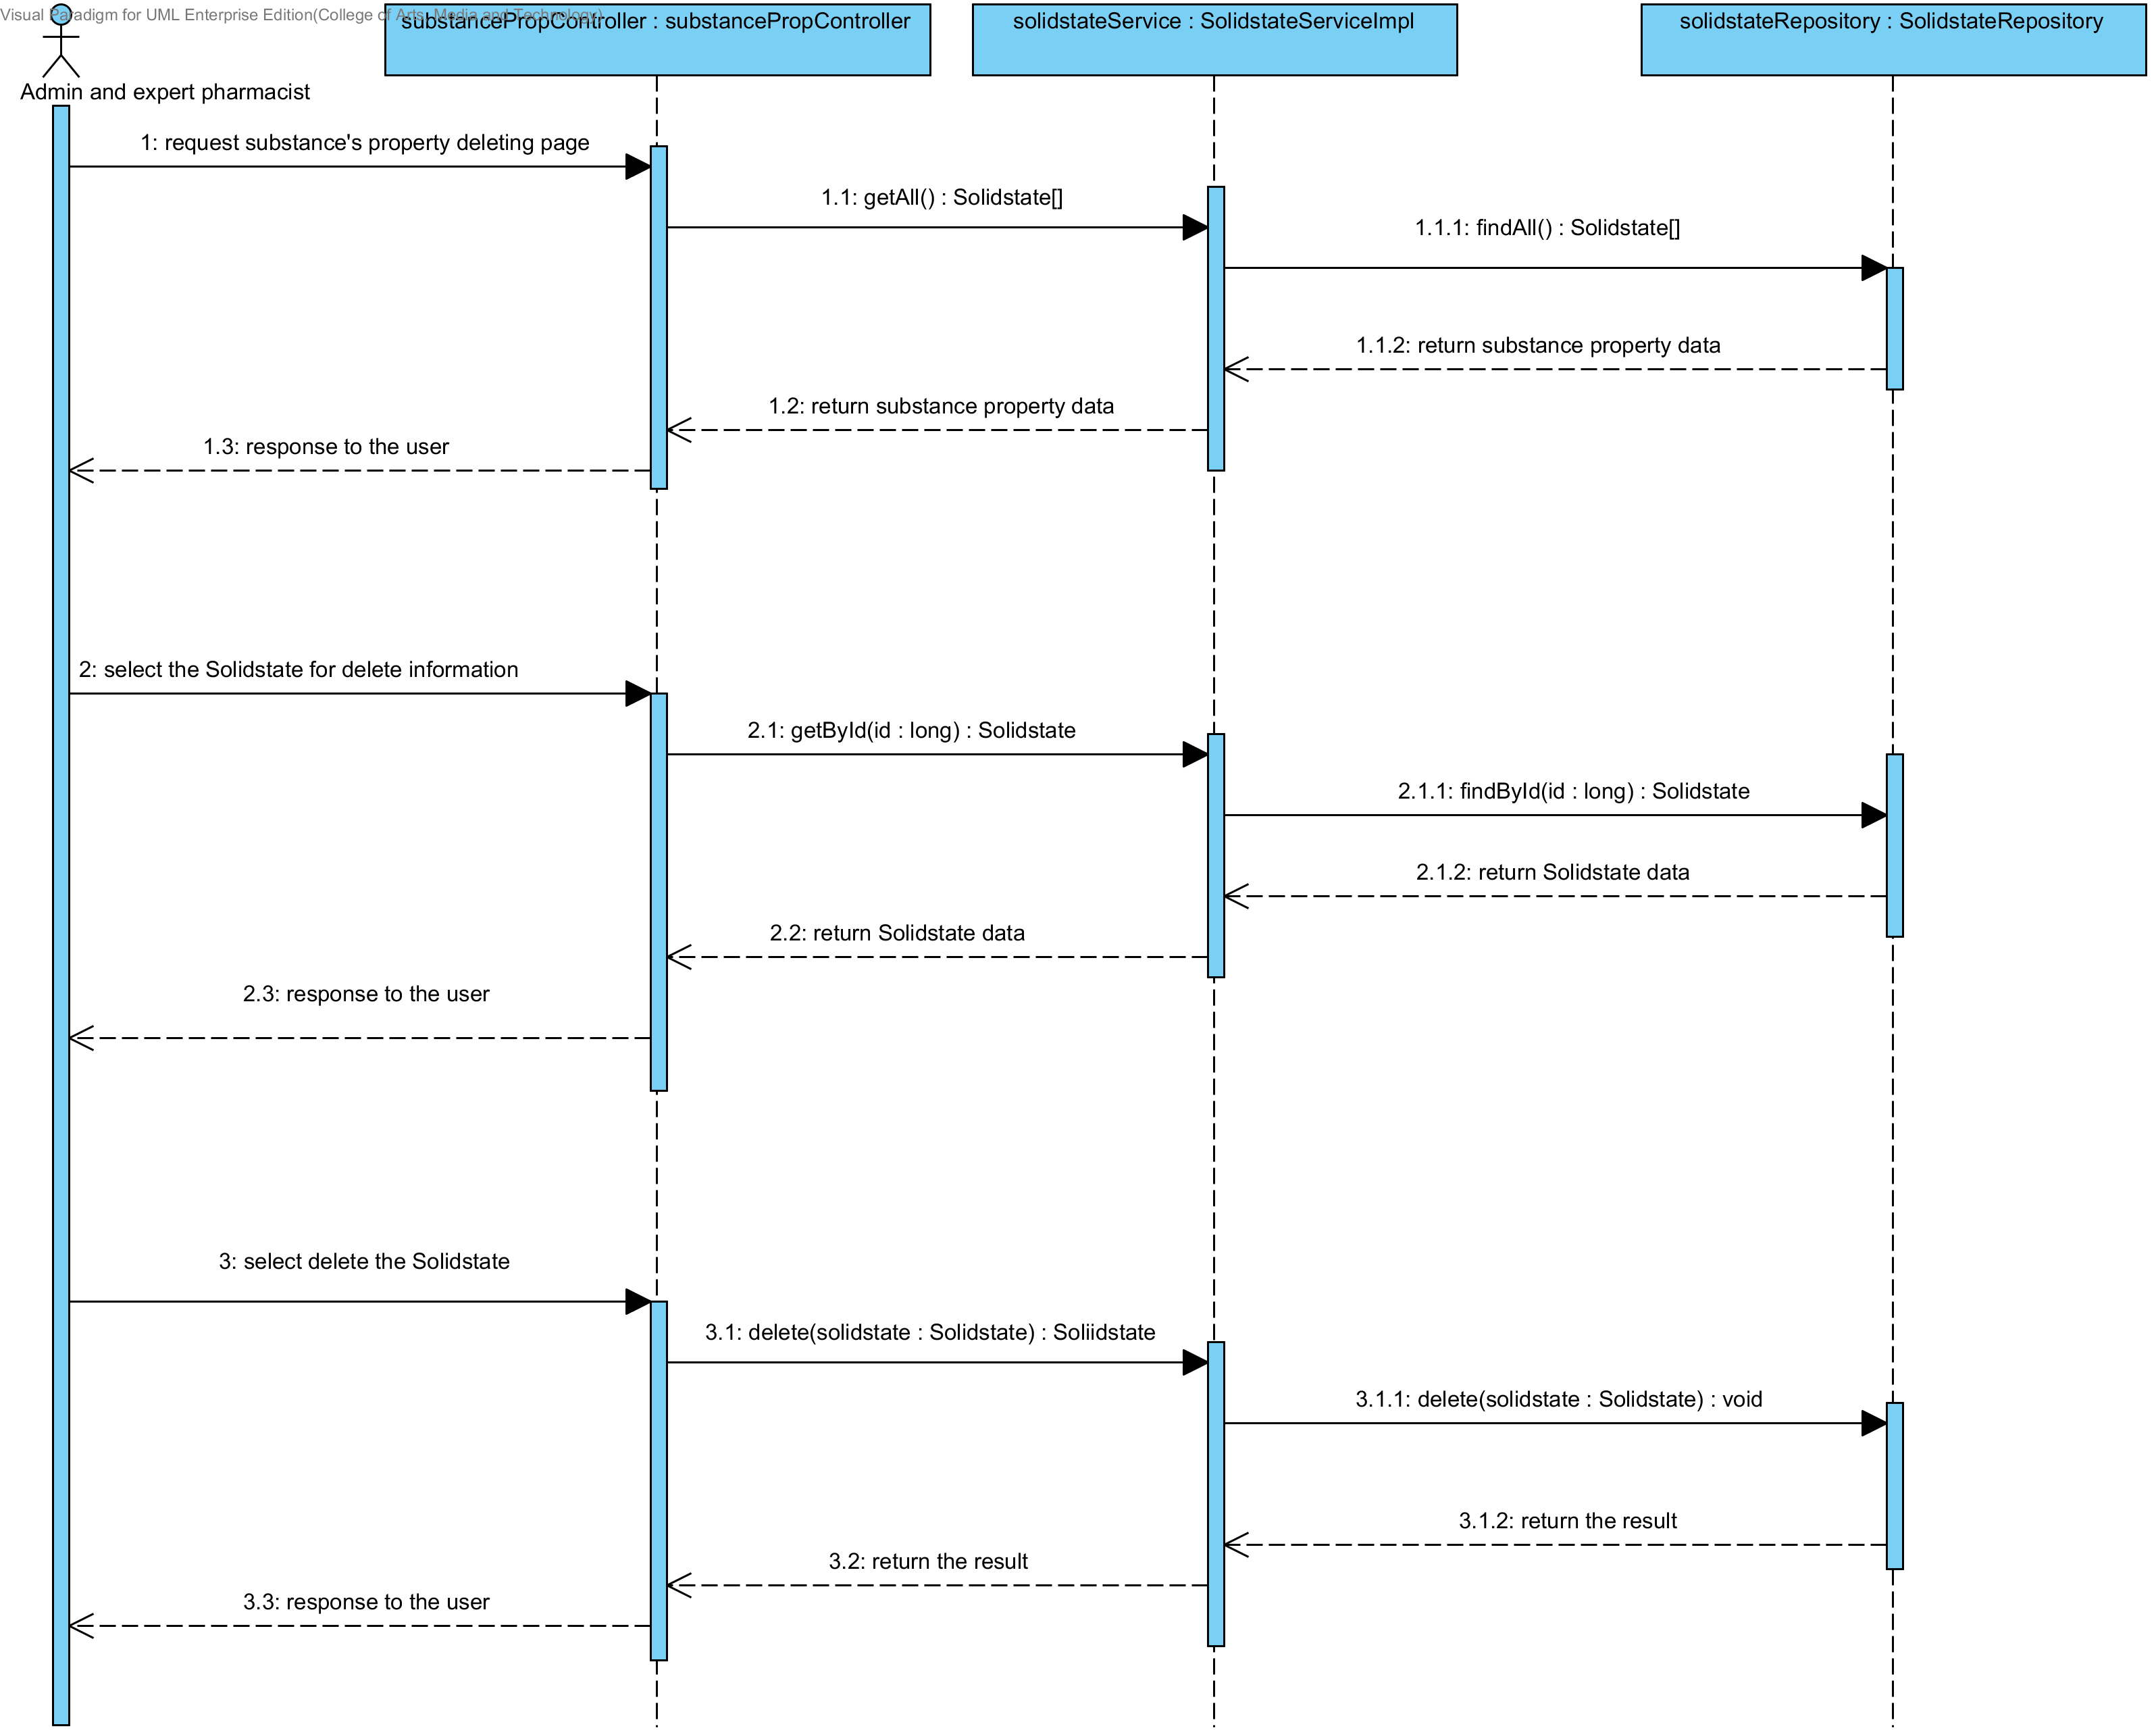 Visual Paradigm for UML Enterprise Edition(College of Arts, Media and Technology)
substancePropController : substancePropController
solidstateService : SolidstateServiceImpl
solidstateRepository : SolidstateRepository
Admin and expert pharmacist
1: request substance's property deleting page
1.1: getAll() : Solidstate[]
1.1.1: findAll() : Solidstate[]
1.1.2: return substance property data
1.2: return substance property data
1.3: response to the user
2: select the Solidstate for delete information
2.1: getById(id : long) : Solidstate
2.1.1: findById(id : long) : Solidstate
2.1.2: return Solidstate data
2.2: return Solidstate data
2.3: response to the user
3: select delete the Solidstate
3.1: delete(solidstate : Solidstate) : Soliidstate
3.1.1: delete(solidstate : Solidstate) : void
3.1.2: return the result
3.2: return the result
3.3: response to the user